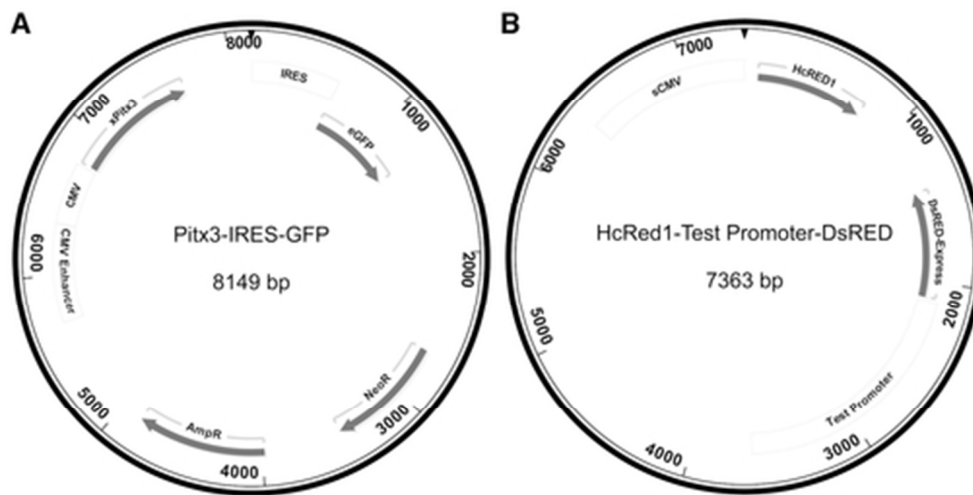 A
8000
IRES
1000
eGFP
2000
NeoR
3000
4000
AmpR
5000
6000
CMV Enhancer
CMV
xPitx3
7000
Pitx3-IRES-GFP
8149 bp
B
7000
HcRED1
1000
DsRED-Express
2000
Test Promoter
3000
4000
5000
6000
sCMV
HcRed1-Test Promoter-DsRED
7363 bp